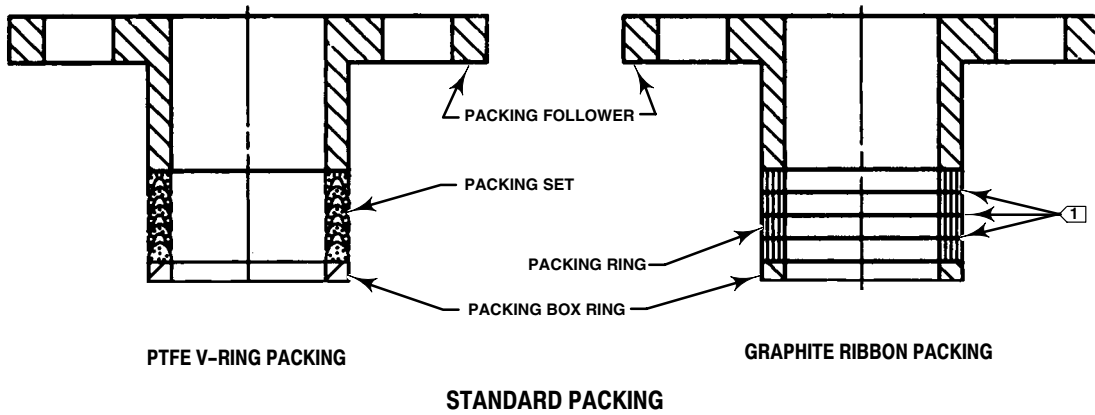 PACKING FOLLOWER
PACKING SET
1
PACKING RING
PACKING BOX RING
PTFE V-RING PACKING
GRAPHITE RIBBON PACKING
STANDARD PACKING